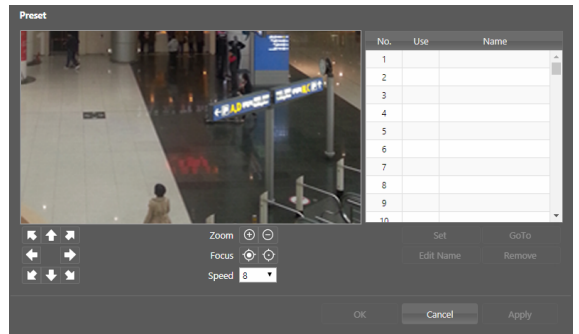 Preset
No. Use Name
1
2
3
4
5
6
7
8
9
10
Zoom
Focus
Speed 8
Set GoTo
Edit Name Remove
OK Cancel Apply
A,D
B,C